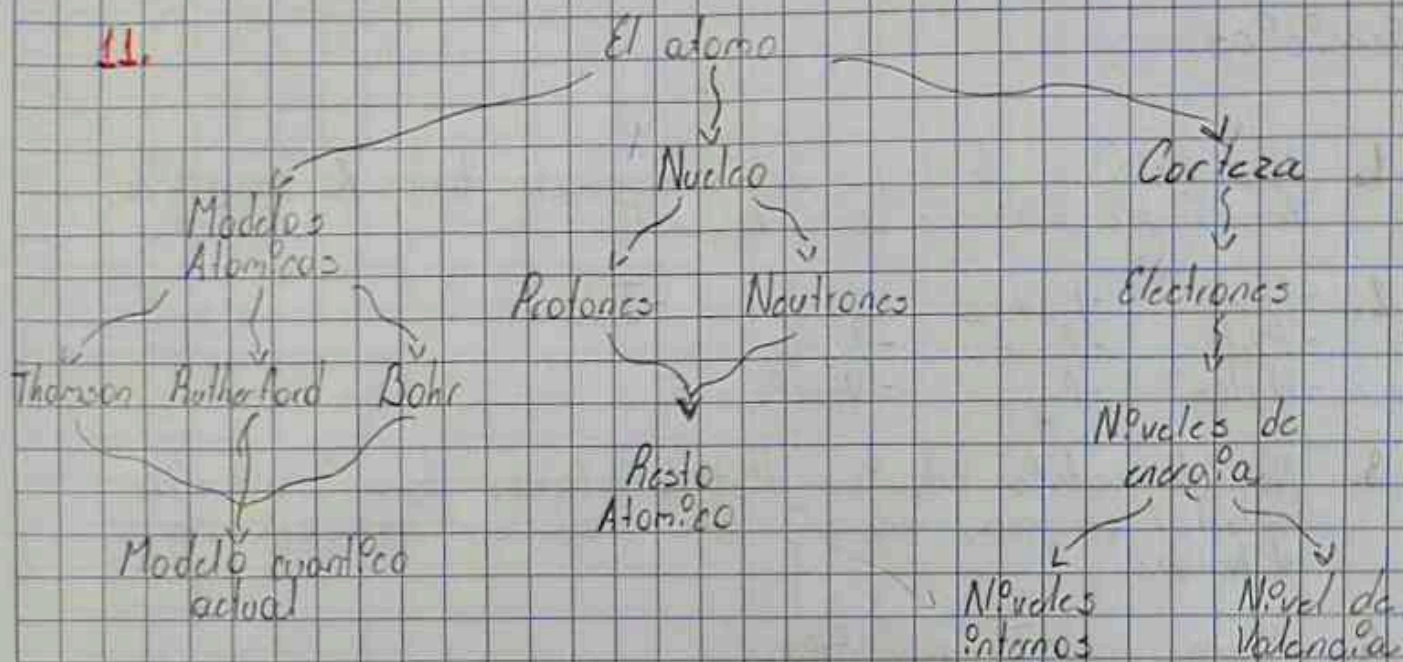 11.
El atomo
Nucleo
Corteza
Modelos
Atomicos
Protones
Neutrones
Electrones
Thomson
Rutherford
Bohr
Niveles de
energia
Resto
Atomico
Modelo cuantico
actual
Niveles
internos
Nivel de
Valencia